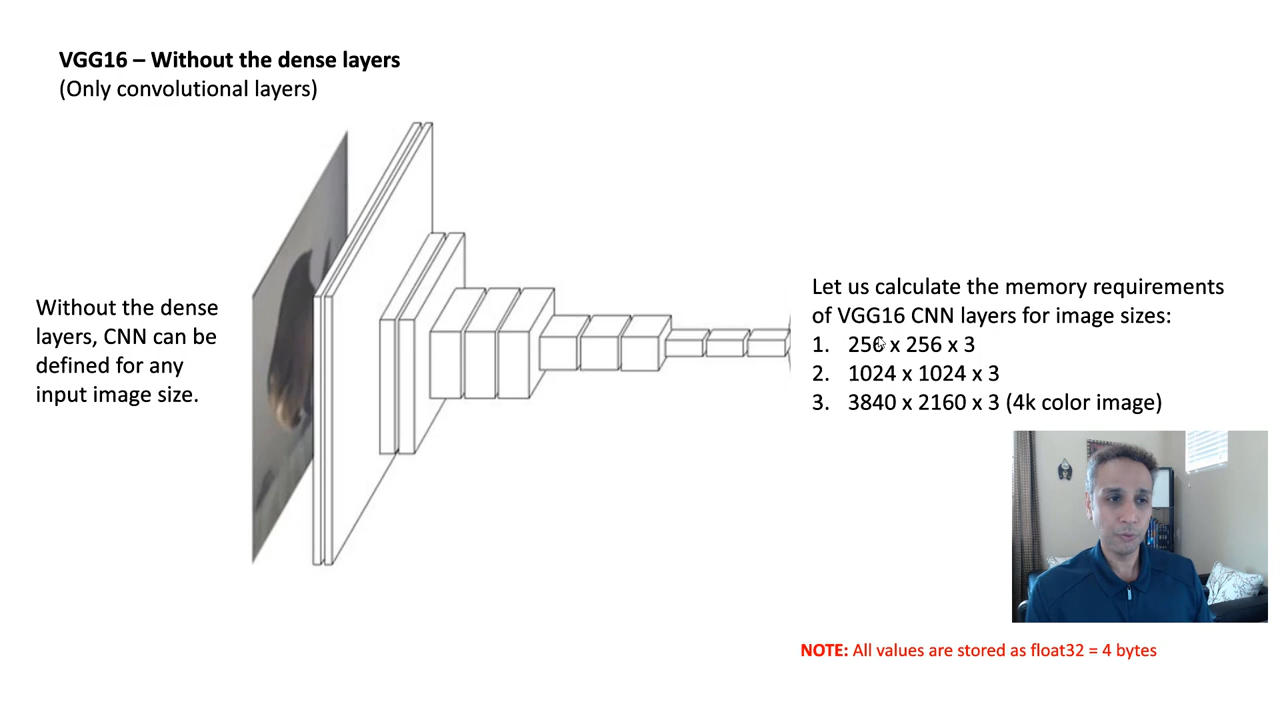 VGG16 – Without the dense layers
(Only convolutional layers)
Without the dense
layers, CNN can be
defined for any
input image size.
Let us calculate the memory requirements
of VGG16 CNN layers for image sizes:
1. 256 x 256 x 3
2. 1024 x 1024 x 3
3. 3840 x 2160 x 3 (4k color image)
NOTE: All values are stored as float32 = 4 bytes